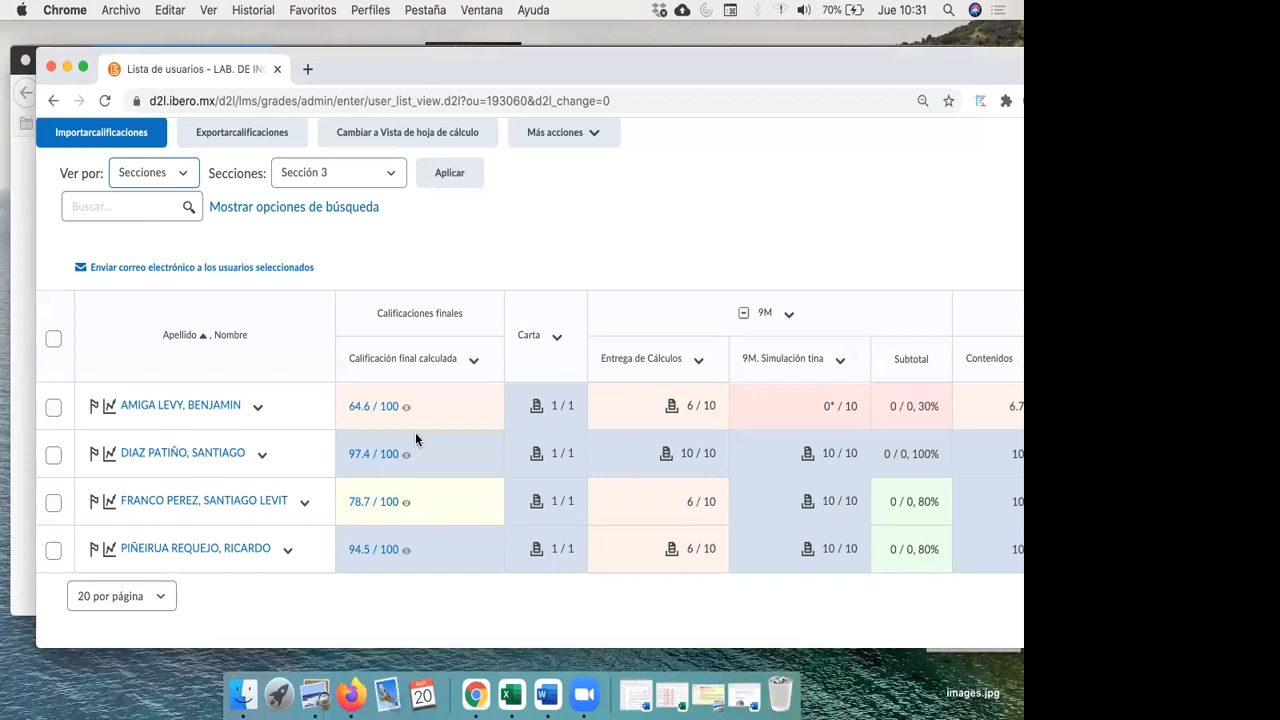 Chrome Archivo Editar Ver Historial Favoritos Perfiles Pestaña Ventana Ayuda 70% Jue 10:31
Lista de usuarios - LAB. DE IN
d2l.ibero.mx/d2l/lms/grades/admin/enter/user_list_view.d2l?ou=193060&d2l_change=0
Importarcalificaciones Exportarcalificaciones Cambiar a Vista de hoja de cálculo Más acciones
Ver por: Secciones Secciones: Sección 3 Aplicar
Buscar... Mostrar opciones de búsqueda
Enviar correo electrónico a los usuarios seleccionados
Calificaciones finales 9M
Apellido, Nombre Carta
Calificación final calculada Entrega de Cálculos 9M. Simulación tina Subtotal Contenidos
AMIGA LEVY, BENJAMIN 64.6 / 100 1 / 1 6 / 10 0* / 10 0 / 0, 30% 6.7
DIAZ PATIÑO, SANTIAGO 97.4 / 100 1 / 1 10 / 10 10 / 10 0 / 0, 100% 10
FRANCO PEREZ, SANTIAGO LEVIT 78.7 / 100 1 / 1 6 / 10 10 / 10 0 / 0, 80% 10
PIÑEIRUA REQUEJO, RICARDO 94.5 / 100 1 / 1 6 / 10 10 / 10 0 / 0, 80% 10
20 por página
MAY
20
images.jpg